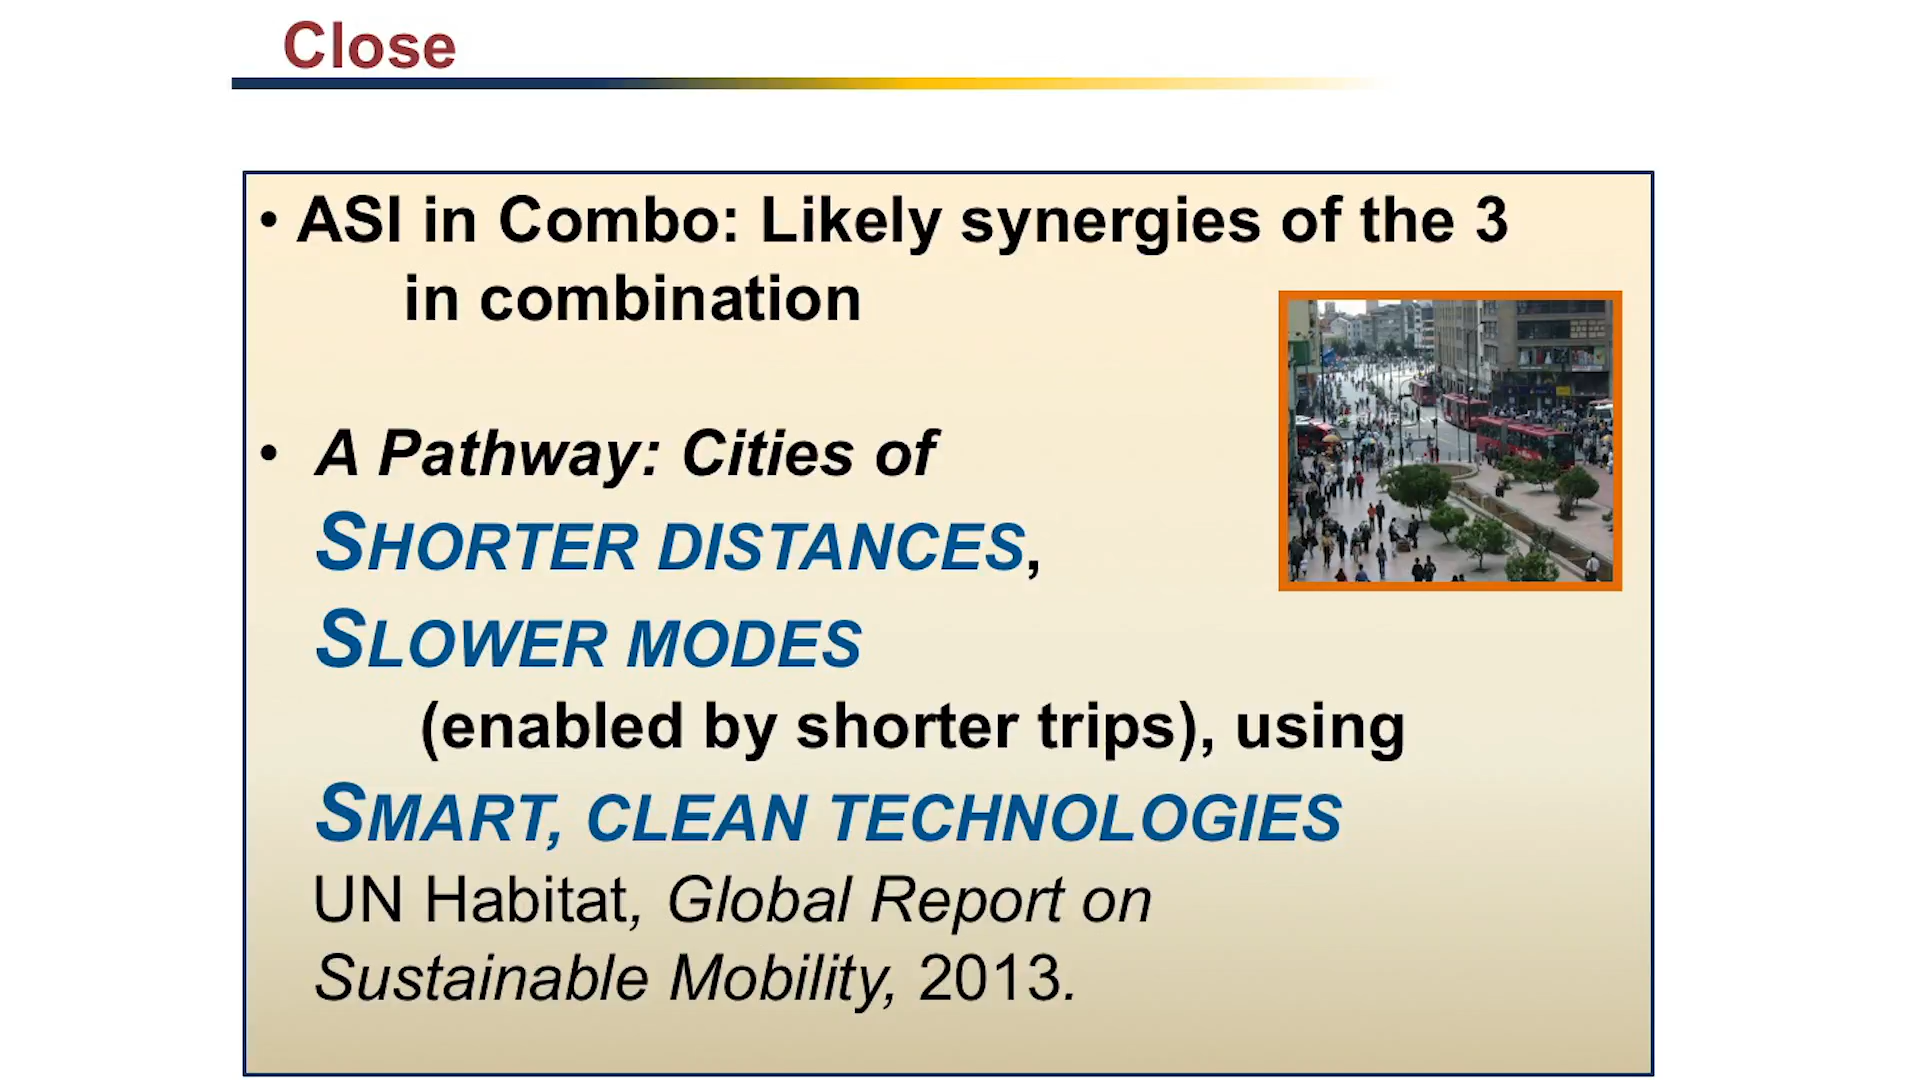 Close
• ASI in Combo: Likely synergies of the 3
in combination
• A Pathway: Cities of
SHORTER DISTANCES,
SLOWER MODES
(enabled by shorter trips), using
SMART, CLEAN TECHNOLOGIES
UN Habitat, Global Report on
Sustainable Mobility, 2013.